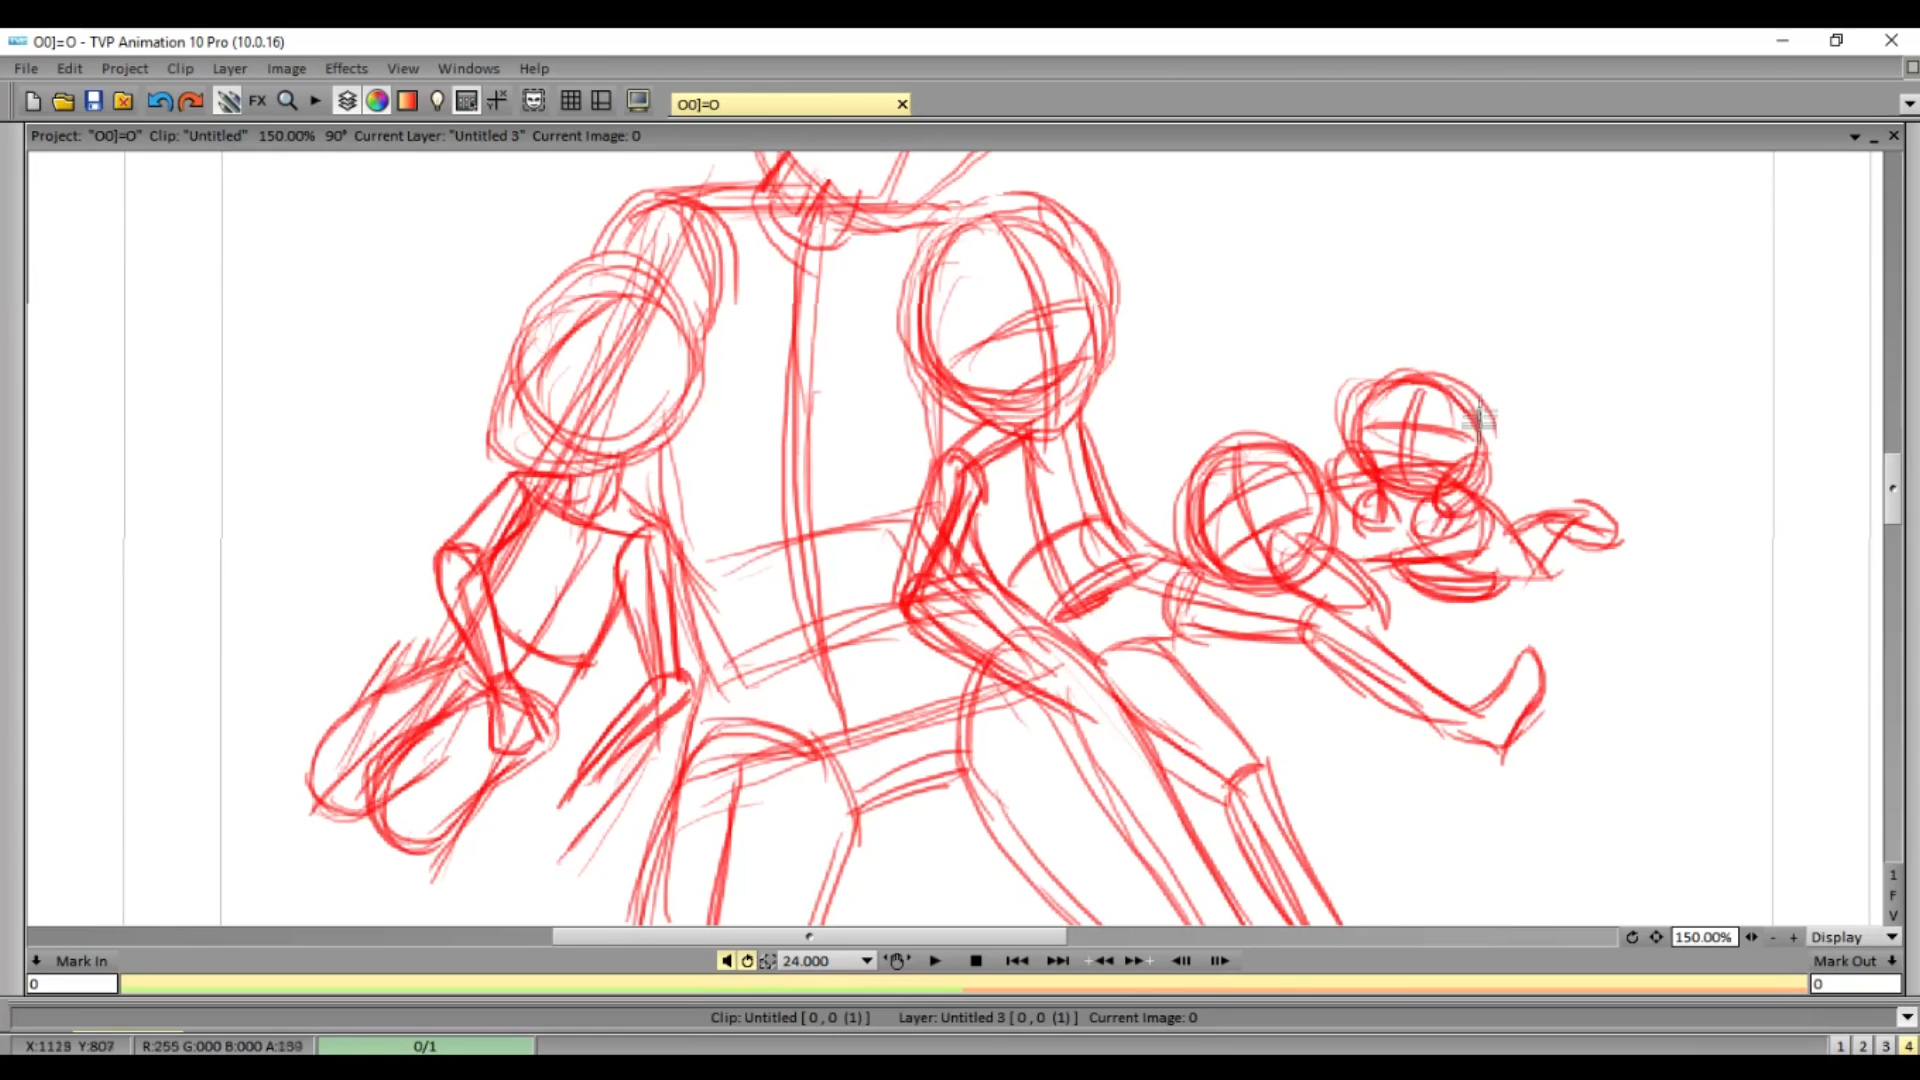 O0]=O - TVP Animation 10 Pro (10.0.16)
File Edit Project Clip Layer Image Effects View Windows Help
FX
O0]=O
Project: "O0]=O" Clip: "Untitled" 150.00% 90° Current Layer: "Untitled 3" Current Image: 0
1
F
V
150.00% - + Display
Mark In 24.000 Mark Out
0 0
Clip: Untitled [ 0 , 0 (1) ] Layer: Untitled 3 [ 0 , 0 (1) ] Current Image: 0
X:1123 Y:807 R:255 G:000 B:000 A:139 0/1 1 2 3 4